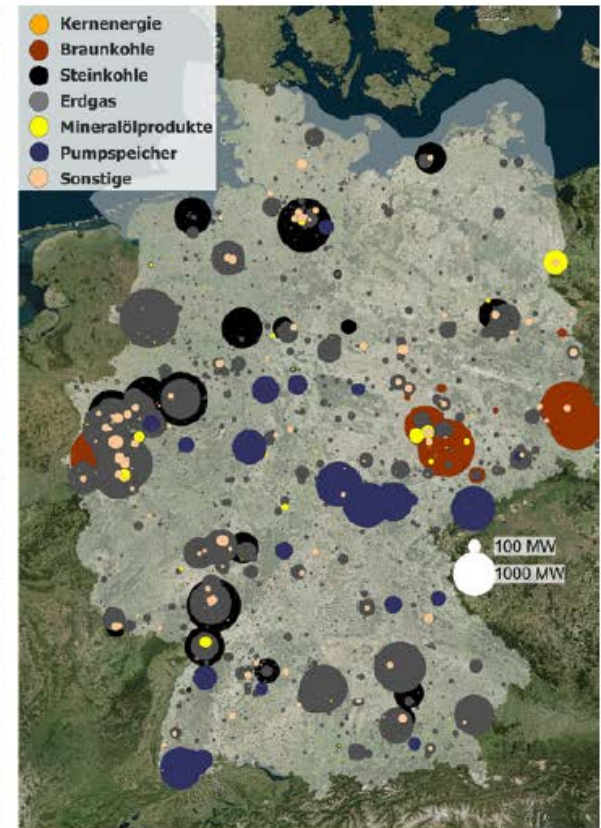 Kernenergie
Braunkohle
Steinkohle
Erdgas
Mineralölprodukte
Pumpspeicher
Sonstige
100 MW
1000 MW